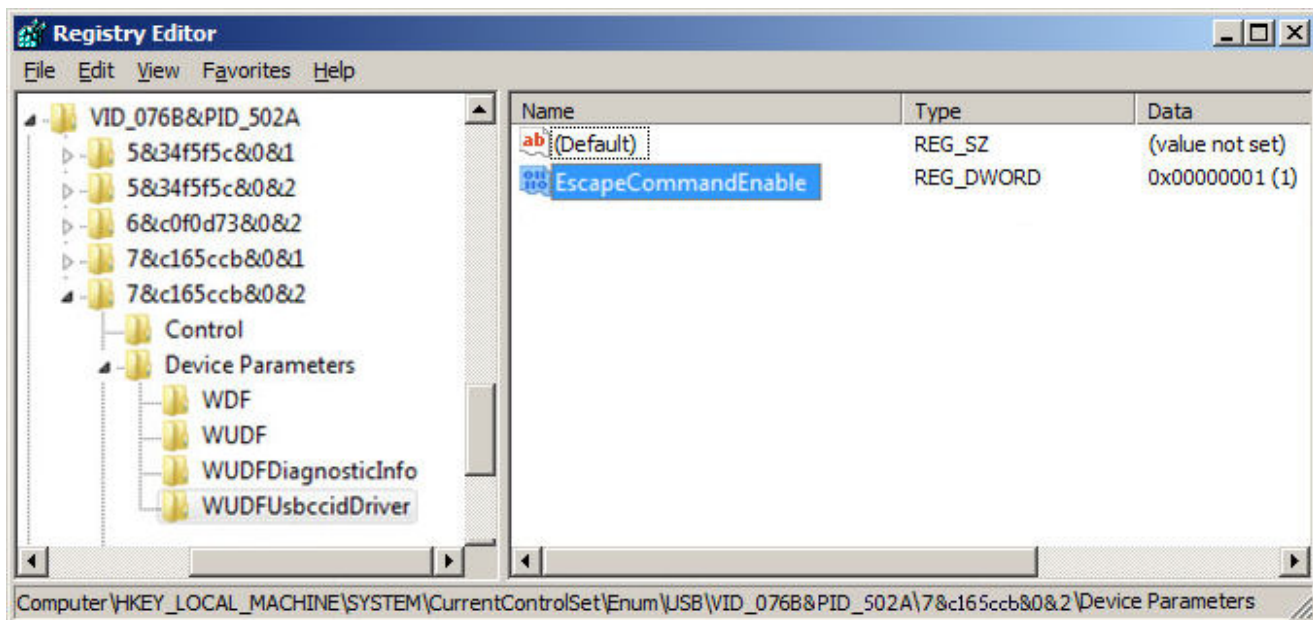 Registry Editor
File Edit View Favorites Help
VID_076B&PID_502A
5&34f5f5c&0&1
5&34f5f5c&0&2
6&c0f0d73&0&2
7&c165ccb&0&1
7&c165ccb&0&2
Control
Device Parameters
WDF
WUDF
WUDFDiagnosticInfo
WUDFUsbccidDriver
Name Type Data
ab (Default) REG_SZ (value not set)
EscapeCommandEnable REG_DWORD 0x00000001 (1)
Computer\HKEY_LOCAL_MACHINE\SYSTEM\CurrentControlSet\Enum\USB\VID_076B&PID_502A\7&c165ccb&0&2\Device Parameters